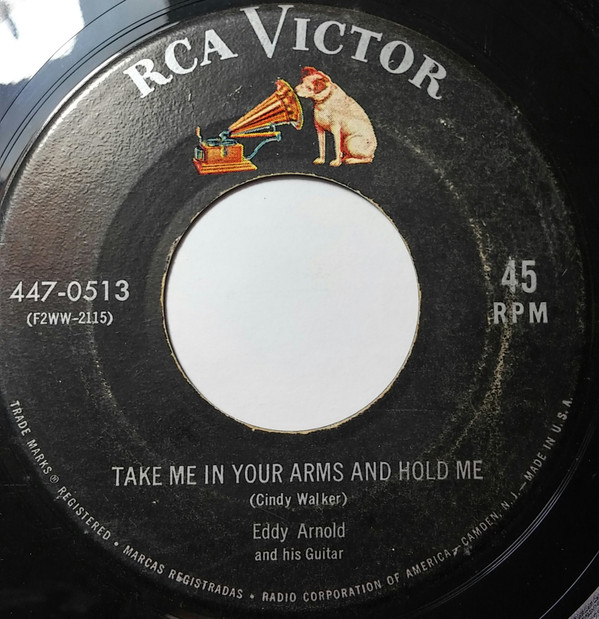 RCA VICTOR
447-0513
(F2WW-2115)
45
RPM
TAKE ME IN YOUR ARMS AND HOLD ME
(Cindy Walker)
Eddy Arnold
and his Guitar
TRADE MARKS ® REGISTERED • MARCAS REGISTRADAS • RADIO CORPORATION OF AMERICA, CAMDEN, N. J. — MADE IN U.S.A.